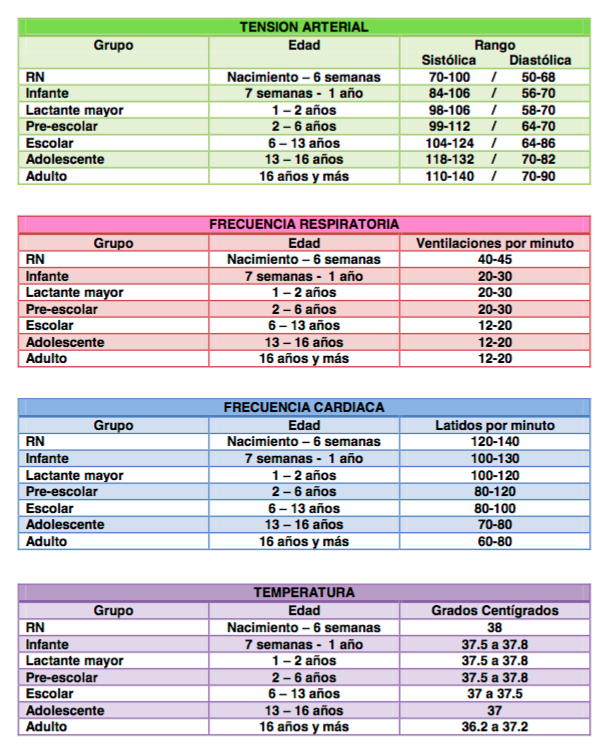 TENSION ARTERIAL
Grupo Edad Rango
Sistólica Diastólica
RN Nacimiento – 6 semanas 70-100 / 50-68
Infante 7 semanas - 1 año 84-106 / 56-70
Lactante mayor 1 – 2 años 98-106 / 58-70
Pre-escolar 2 – 6 años 99-112 / 64-70
Escolar 6 – 13 años 104-124 / 64-86
Adolescente 13 – 16 años 118-132 / 70-82
Adulto 16 años y más 110-140 / 70-90
FRECUENCIA RESPIRATORIA
Grupo Edad Ventilaciones por minuto
RN Nacimiento – 6 semanas 40-45
Infante 7 semanas - 1 año 20-30
Lactante mayor 1 – 2 años 20-30
Pre-escolar 2 – 6 años 20-30
Escolar 6 – 13 años 12-20
Adolescente 13 – 16 años 12-20
Adulto 16 años y más 12-20
FRECUENCIA CARDIACA
Grupo Edad Latidos por minuto
RN Nacimiento – 6 semanas 120-140
Infante 7 semanas - 1 año 100-130
Lactante mayor 1 – 2 años 100-120
Pre-escolar 2 – 6 años 80-120
Escolar 6 – 13 años 80-100
Adolescente 13 – 16 años 70-80
Adulto 16 años y más 60-80
TEMPERATURA
Grupo Edad Grados Centígrados
RN Nacimiento – 6 semanas 38
Infante 7 semanas - 1 año 37.5 a 37.8
Lactante mayor 1 – 2 años 37.5 a 37.8
Pre-escolar 2 – 6 años 37.5 a 37.8
Escolar 6 – 13 años 37 a 37.5
Adolescente 13 – 16 años 37
Adulto 16 años y más 36.2 a 37.2